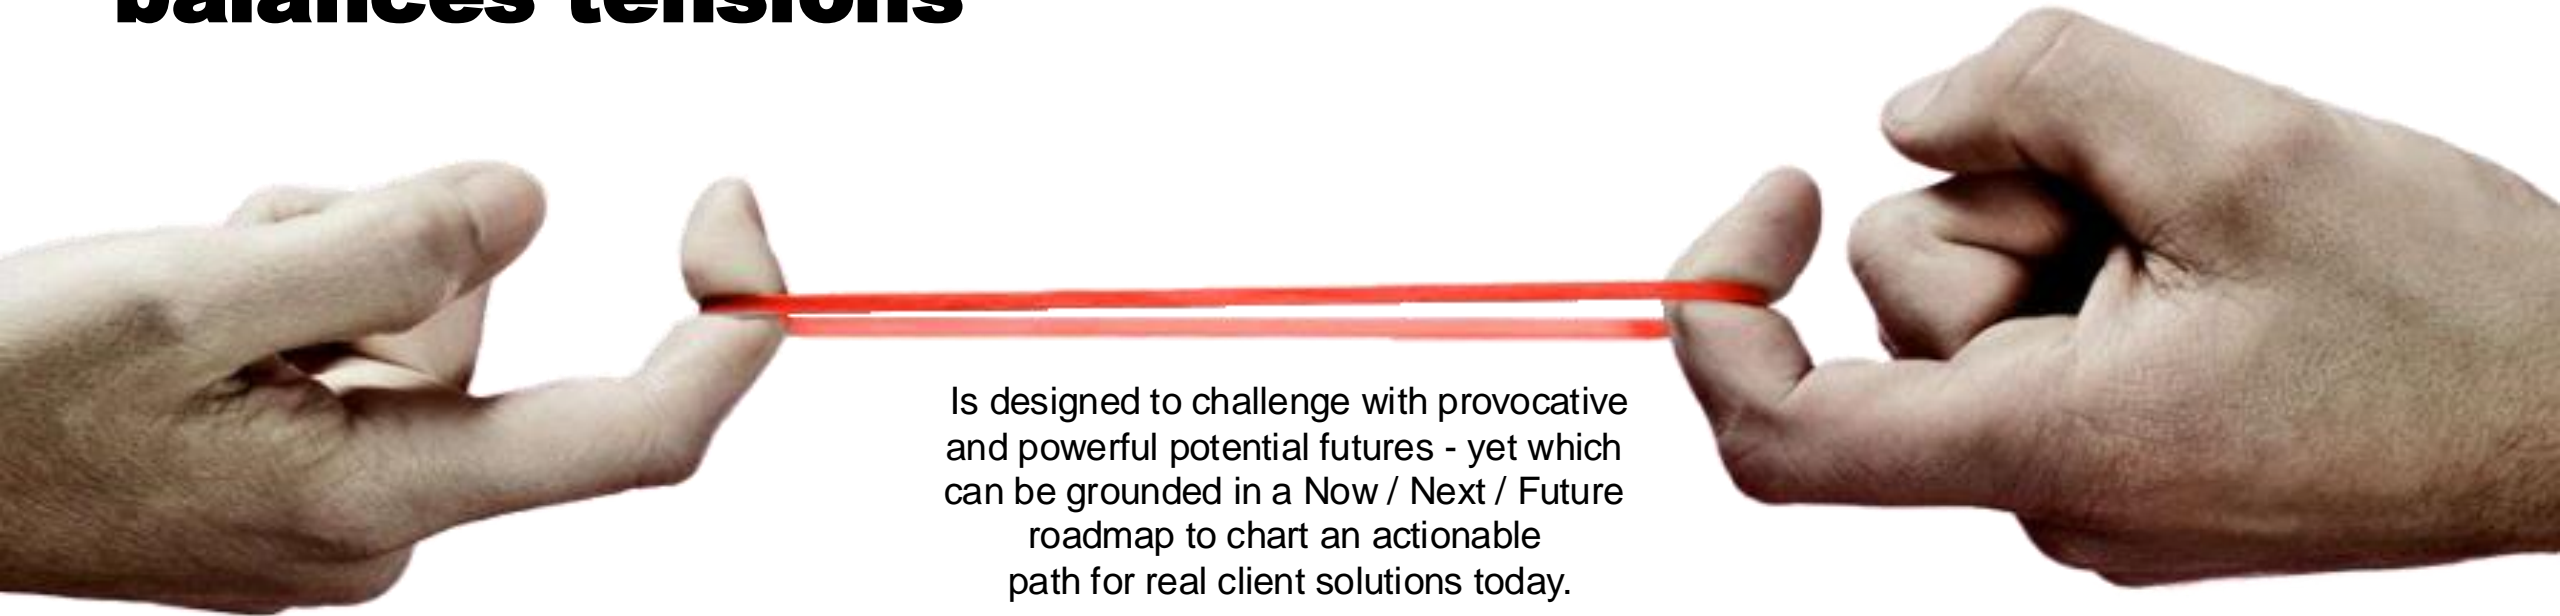 balances tensions
Is designed to challenge with provocative
and powerful potential futures - yet which
can be grounded in a Now / Next / Future
roadmap to chart an actionable
path for real client solutions today.